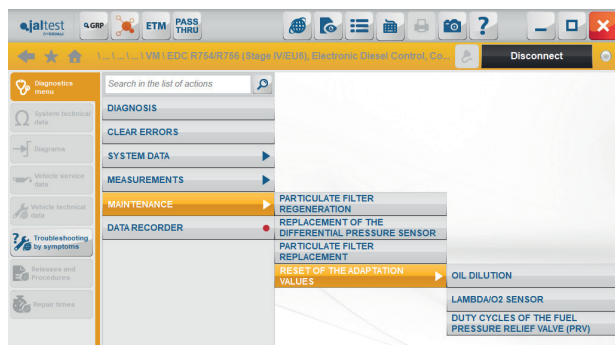 jaltest
GRP
ETM
PASS
THRU
?
\ ... \ ... \ ... \ VM \ EDC R754/R756 (Stage IV/EU6), Electronic Diesel Control, Co...
Disconnect
Diagnostics
menu
System technical
data
Diagrams
Vehicle service
data
Vehicle technical
data
Troubleshooting
by symptoms
Releases and
Procedures
Repair times
Search in the list of actions
DIAGNOSIS
CLEAR ERRORS
SYSTEM DATA
MEASUREMENTS
MAINTENANCE
DATA RECORDER
PARTICULATE FILTER
REGENERATION
REPLACEMENT OF THE
DIFFERENTIAL PRESSURE SENSOR
PARTICULATE FILTER
REPLACEMENT
RESET OF THE ADAPTATION
VALUES
OIL DILUTION
LAMBDA/O2 SENSOR
DUTY CYCLES OF THE FUEL
PRESSURE RELIEF VALVE (PRV)